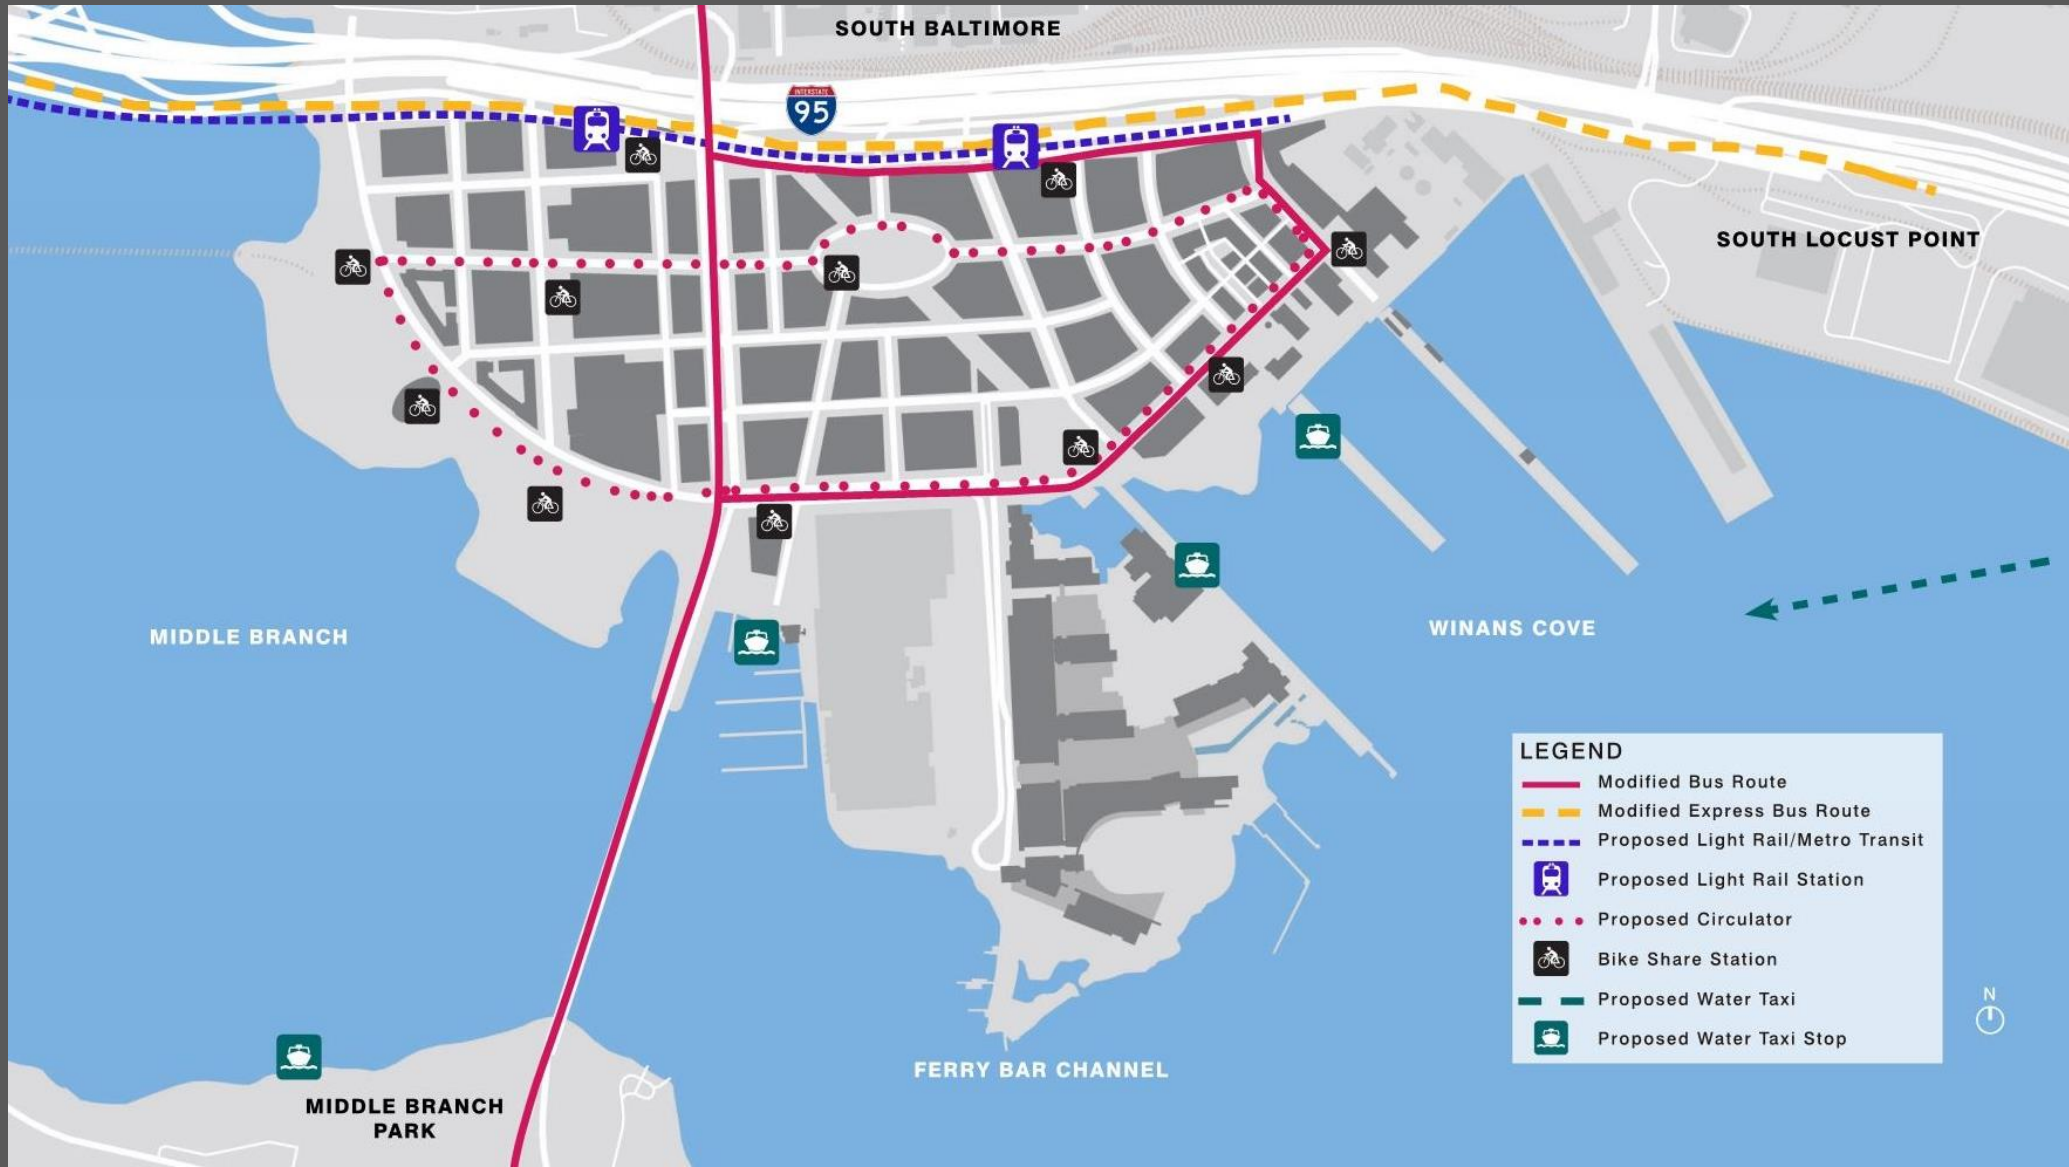 SOUTH BALTIMORE
INTERSTATE
95
SOUTH LOCUST POINT
MIDDLE BRANCH
WINANS COVE
LEGEND
Modified Bus Route
Modified Express Bus Route
Proposed Light Rail/Metro Transit
Proposed Light Rail Station
Proposed Circulator
Bike Share Station
Proposed Water Taxi
Proposed Water Taxi Stop
N
FERRY BAR CHANNEL
MIDDLE BRANCH
PARK